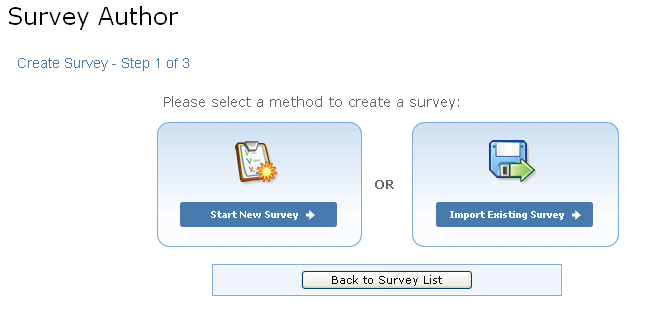 Survey Author
Create Survey - Step 1 of 3
Please select a method to create a survey:
Start New Survey
OR
Import Existing Survey
Back to Survey List